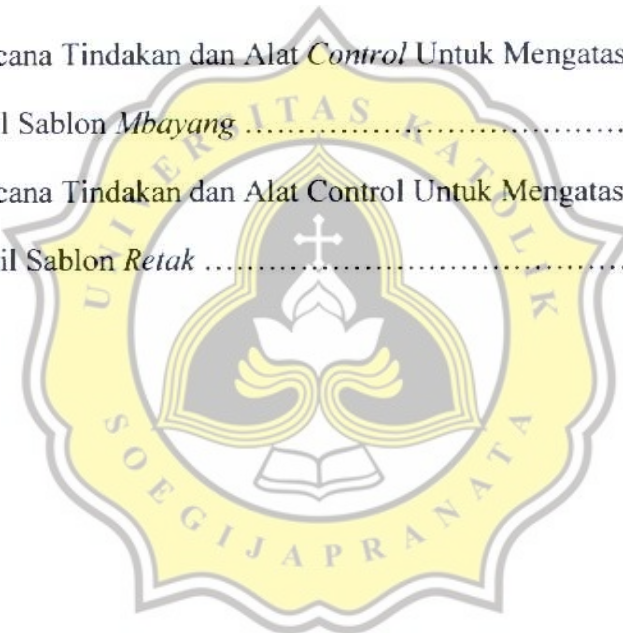 cana Tindakan dan Alat Control Untuk Mengatas
l Sablon Mbayang ........................................
cana Tindakan dan Alat Control Untuk Mengatas
il Sablon Retak ............................................
UNIVERSITAS KATOLIK
SOEGIJAPRANATA